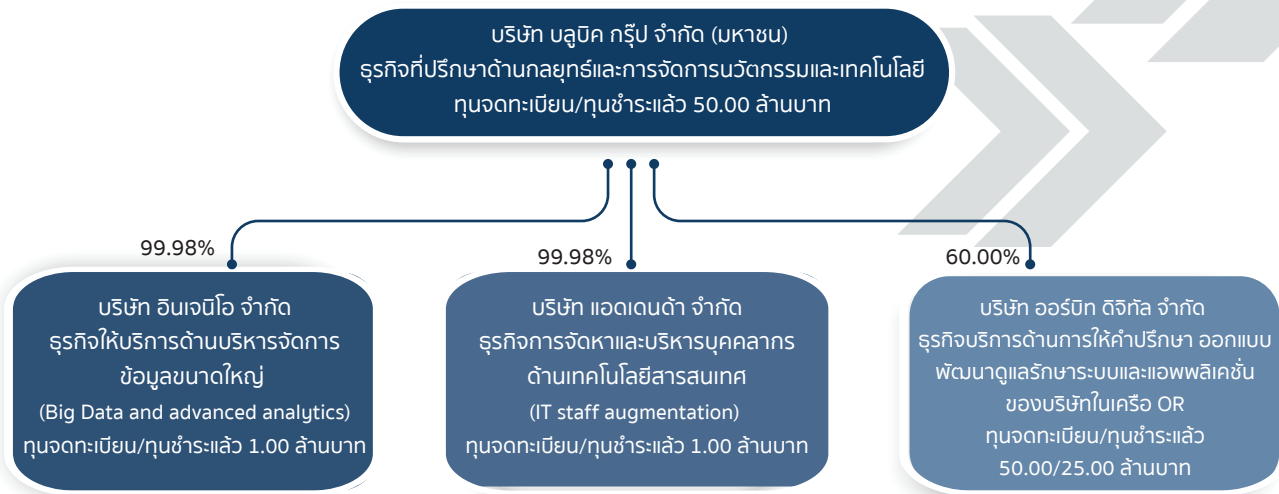 บริษัท บลูบิค กรุ๊ป จำกัด (มหาชน)
ธุรกิจที่ปรึกษาด้านกลยุทธ์และการจัดการนวัตกรรมและเทคโนโลยี
ทุนจดทะเบียน/ทุนชำระแล้ว 50.00 ล้านบาท
99.98%
บริษัท อินเจนิโอ จำกัด
ธุรกิจให้บริการด้านบริหารจัดการ
ข้อมูลขนาดใหญ่
(Big Data and advanced analytics)
ทุนจดทะเบียน/ทุนชำระแล้ว 1.00 ล้านบาท
99.98%
บริษัท แอดเดนด้า จำกัด
ธุรกิจการจัดหาและบริหารบุคคลากร
ด้านเทคโนโลยีสารสนเทศ
(IT staff augmentation)
ทุนจดทะเบียน/ทุนชำระแล้ว 1.00 ล้านบาท
60.00%
บริษัท ออร์บิท ดิจิทัล จำกัด
ธุรกิจบริการด้านการให้คำปรึกษา ออกแบบ
พัฒนาดูแลรักษาระบบและแอพพลิเคชั่น
ของบริษัทในเครือ OR
ทุนจดทะเบียน/ทุนชำระแล้ว
50.00/25.00 ล้านบาท